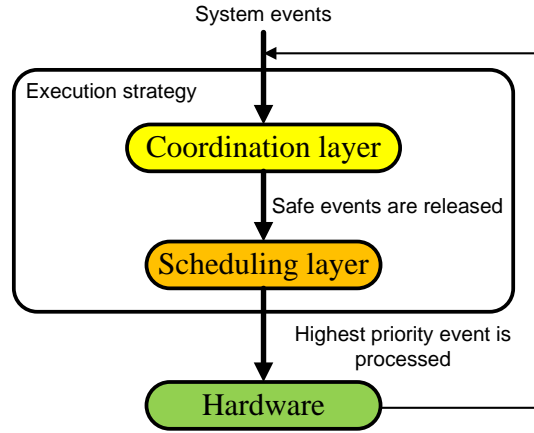 System events
Execution strategy
Coordination layer
Safe events are released
Scheduling layer
Highest priority event is
processed
Hardware